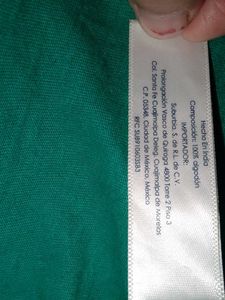 Hecho En India
Composición: 100% algodón
IMPORTADOR:
Suburbia, S. de R.L. de C.V.
Prolongación Vasco de Quiroga 4800 Torre 2 Piso 3
Col. Santa Fe Cuajimalpa Deleg. Cuajimalpa de Morelos
C.P. 05348, Ciudad de México, México
RFC SUB910603SB3